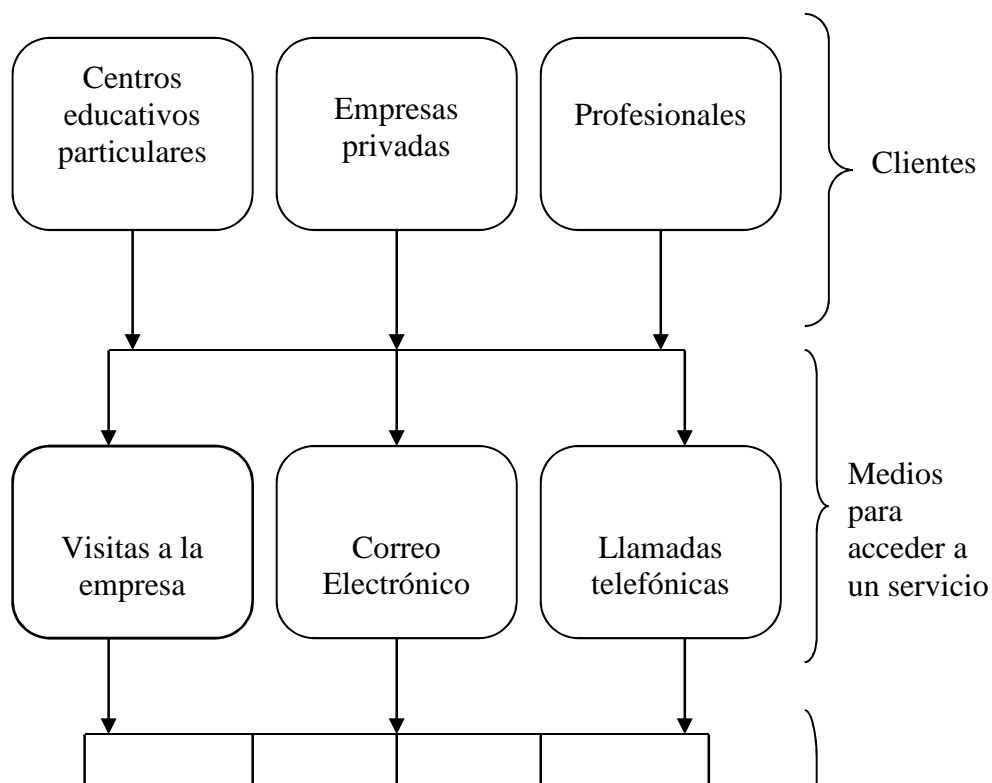 Centros
educativos
particulares
Empresas
privadas
Profesionales
Clientes
Visitas a la
empresa
Correo
Electrónico
Llamadas
telefónicas
Medios
para
acceder a
un servicio